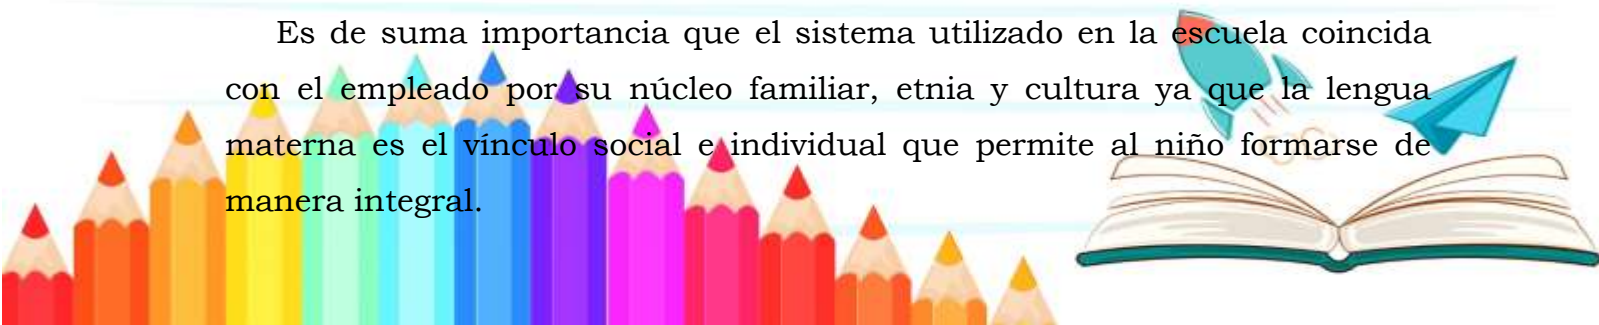 Es de suma importancia que el sistema utilizado en la escuela coincida
con el empleado por su núcleo familiar, etnia y cultura ya que la lengua
materna es el vínculo social e individual que permite al niño formarse de
manera integral.